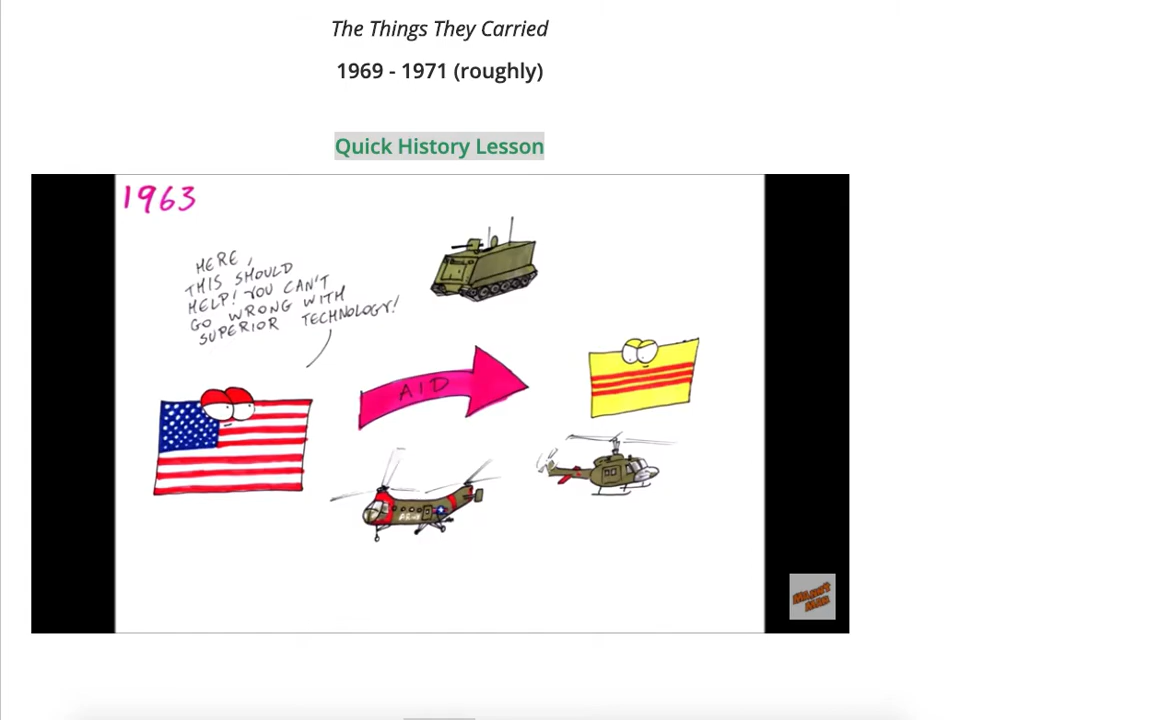 The Things They Carried
1969 - 1971 (roughly)
Quick History Lesson
1963
HERE,
THIS SHOULD
HELP! YOU CAN'T
GO WRONG WITH
SUPERIOR TECHNOLOGY!
AID